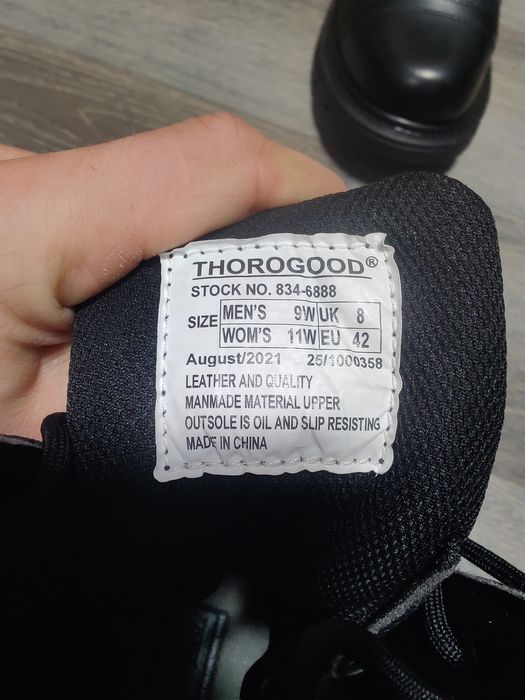 THOROGOOD®
STOCK NO. 834-6888
SIZE MEN'S 9W UK 8
WOM'S 11W EU 42
August/2021 25/1000358
LEATHER AND QUALITY
MANMADE MATERIAL UPPER
OUTSOLE IS OIL AND SLIP RESISTING
MADE IN CHINA